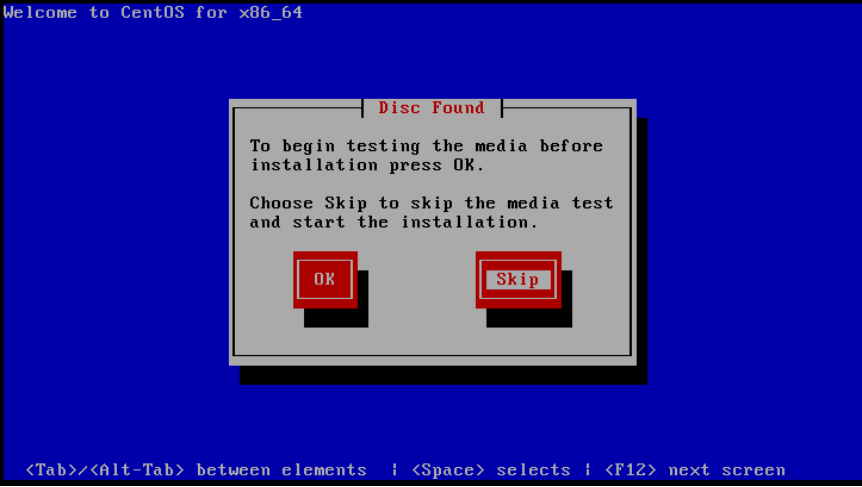 Welcome to CentOS for x86_64
Disc Found
To begin testing the media before
installation press OK.
Choose Skip to skip the media test
and start the installation.
OK Skip
<Tab>/<Alt-Tab> between elements | <Space> selects | <F12> next screen